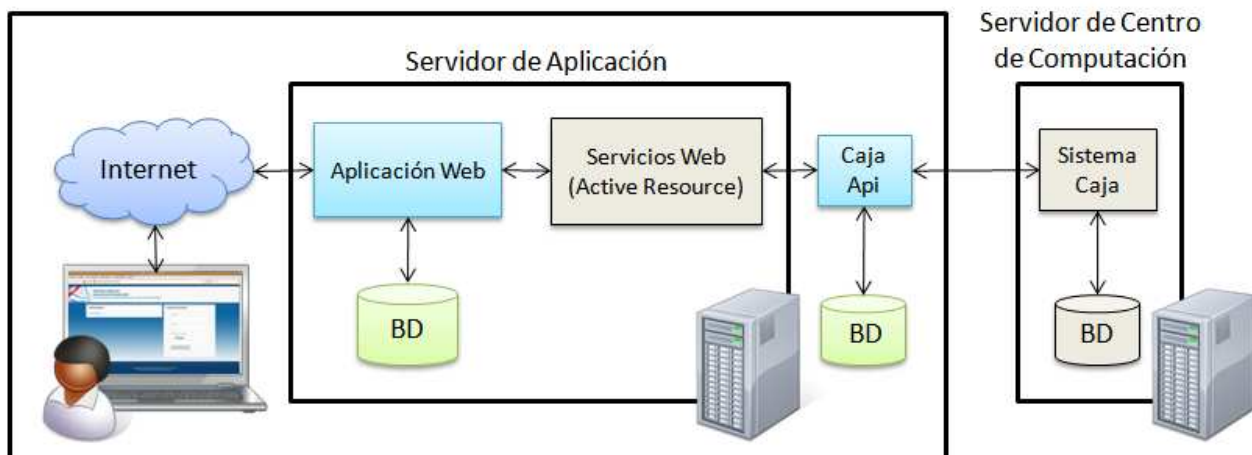 Servidor de Centro
de Computación
Servidor de Aplicación
Internet
Aplicación Web
Servicios Web
(Active Resource)
Caja
Api
Sistema
Caja
BD
BD
BD